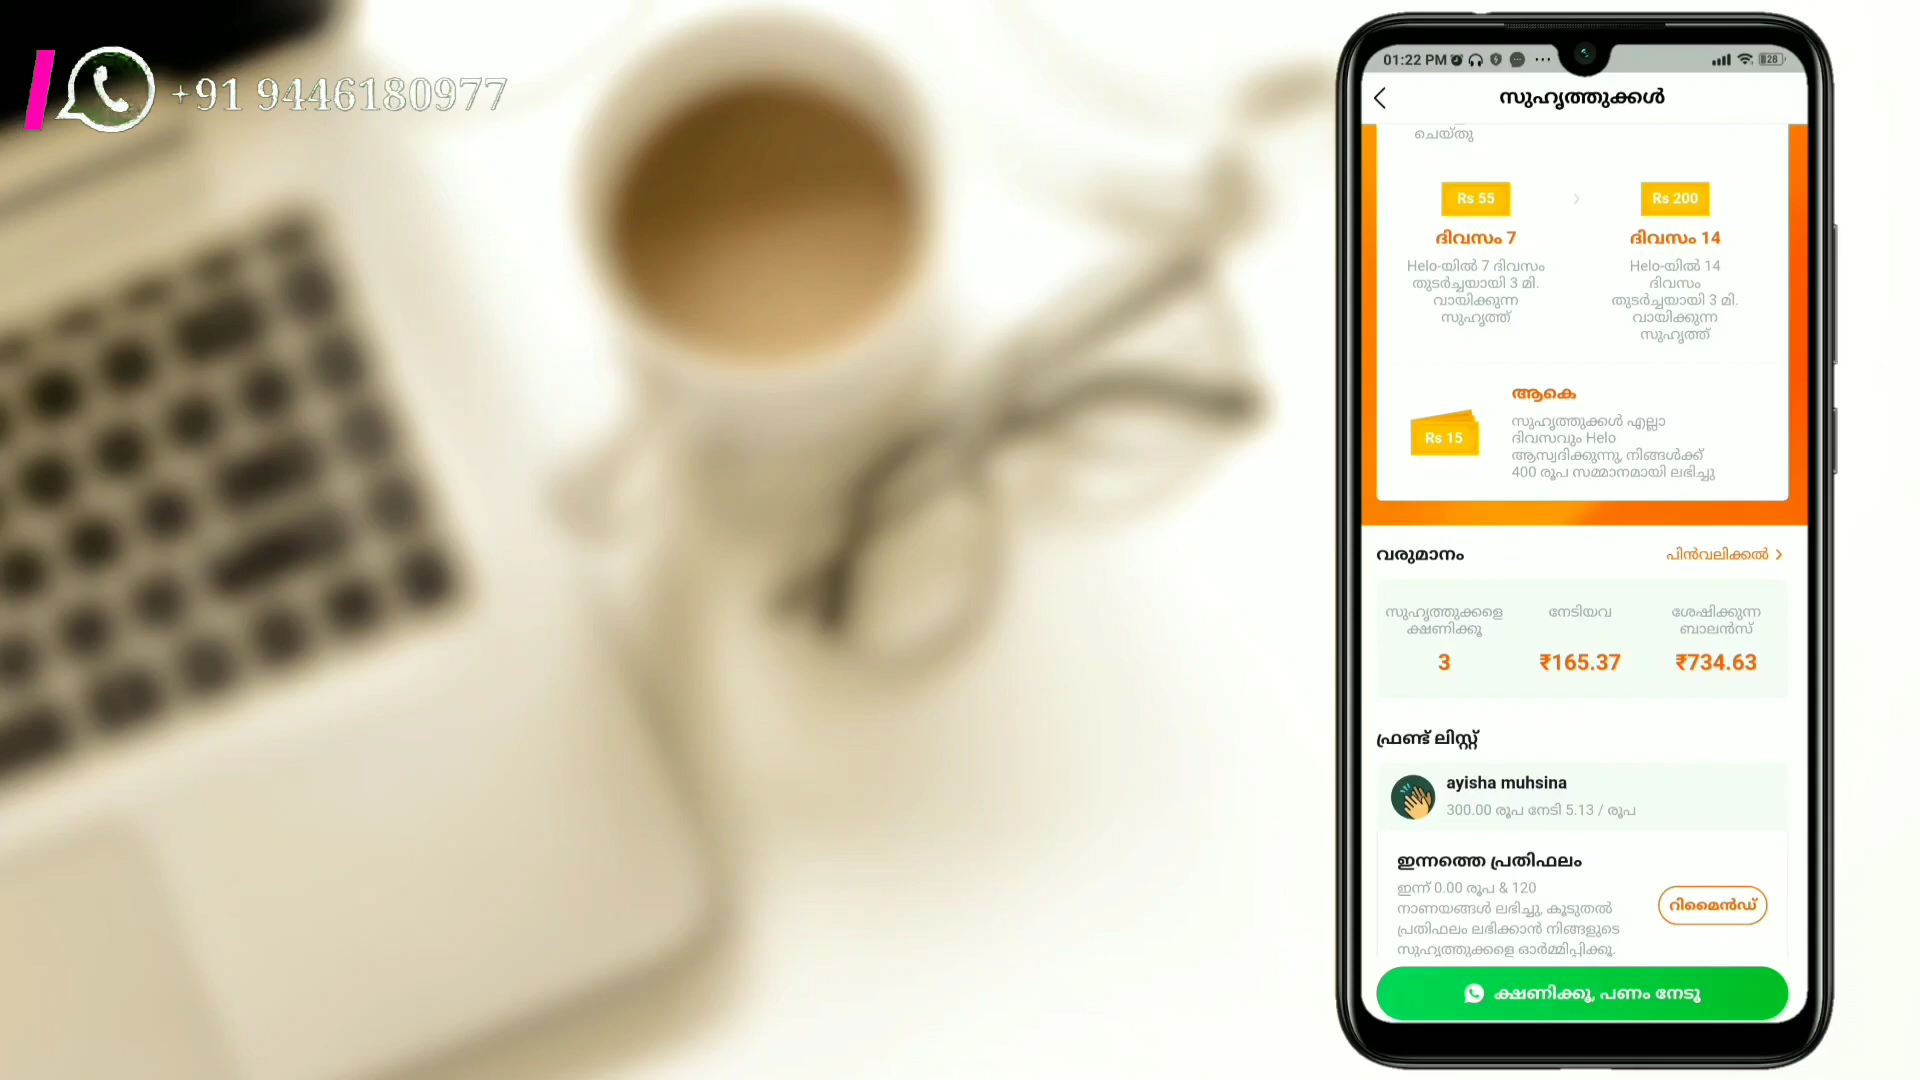 +91 9446180977
01:22 PM
28
സുഹൃത്തുക്കൾ
ചെയ്തു
Rs 55
Rs 200
ദിവസം 7
ദിവസം 14
Helo-യിൽ 7 ദിവസം
തുടർച്ചയായി 3 മി.
വായിക്കുന്ന
സുഹൃത്ത്
Helo-യിൽ 14
ദിവസം
തുടർച്ചയായി 3 മി.
വായിക്കുന്ന
സുഹൃത്ത്
ആകെ
Rs 15
സുഹൃത്തുക്കൾ എല്ലാ
ദിവസവും Helo
ആസ്വദിക്കുന്നു, നിങ്ങൾക്ക്
400 രൂപ സമ്മാനമായി ലഭിച്ചു
വരുമാനം
പിൻവലിക്കൽ >
സുഹൃത്തുക്കളെ
ക്ഷണിക്കൂ
നേടിയവ
ശേഷിക്കുന്ന
ബാലൻസ്
3
₹165.37
₹734.63
ഫ്രണ്ട് ലിസ്റ്റ്
ayisha muhsina
300.00 രൂപ നേടി 5.13 / രൂപ
ഇന്നത്തെ പ്രതിഫലം
ഇന്ന് 0.00 രൂപ & 120
നാണയങ്ങൾ ലഭിച്ചു, കൂടുതൽ
പ്രതിഫലം ലഭിക്കാൻ നിങ്ങളുടെ
സുഹൃത്തുക്കളെ ഓർമ്മിപ്പിക്കൂ.
റിമൈൻഡ്
ക്ഷണിക്കൂ, പണം നേടൂ